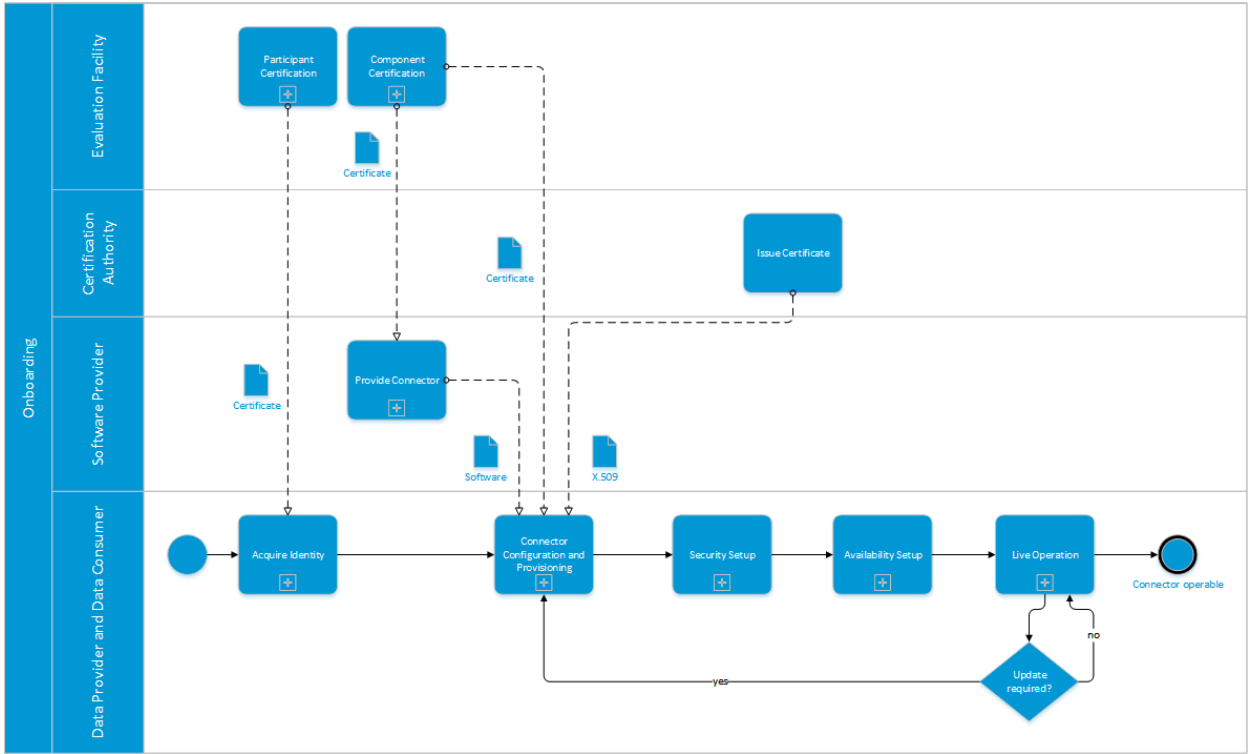 Onboarding
Evaluation Facility
Participant
Certification
Component
Certification
Certificate
Certification
Authority
Certificate
Issue Certificate
Software Provider
Certificate
Provide Connector
Software
X.509
Data Provider and Data Consumer
Acquire Identity
Connector
Configuration and
Provisioning
Security Setup
Availability Setup
Live Operation
Connector operable
no
yes
Update
required?